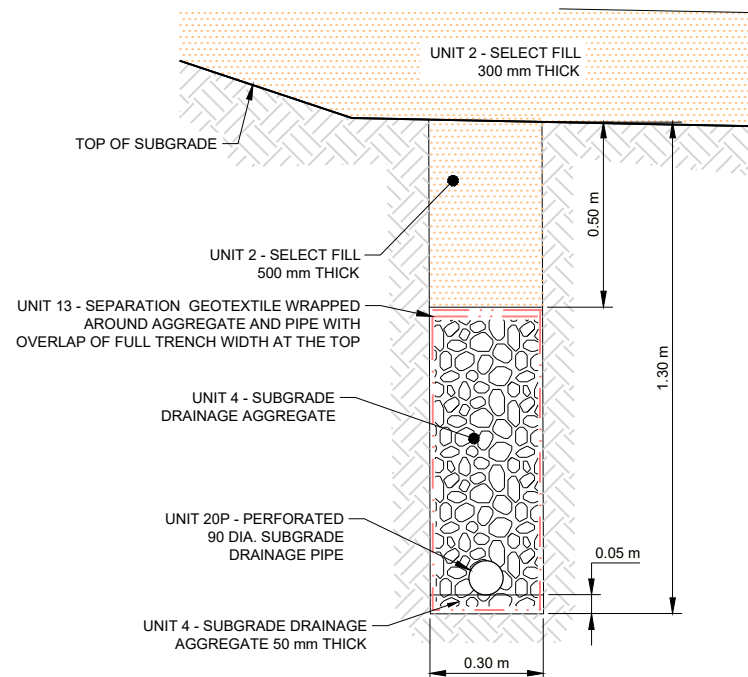 UNIT 2 - SELECT FILL
300 mm THICK
TOP OF SUBGRADE
0.50 m
UNIT 2 - SELECT FILL
500 mm THICK
UNIT 13 - SEPARATION GEOTEXTILE WRAPPED
AROUND AGGREGATE AND PIPE WITH
OVERLAP OF FULL TRENCH WIDTH AT THE TOP
1.30 m
UNIT 4 - SUBGRADE
DRAINAGE AGGREGATE
UNIT 20P - PERFORATED
90 DIA. SUBGRADE
DRAINAGE PIPE
0.05 m
UNIT 4 - SUBGRADE DRAINAGE
AGGREGATE 50 mm THICK
0.30 m